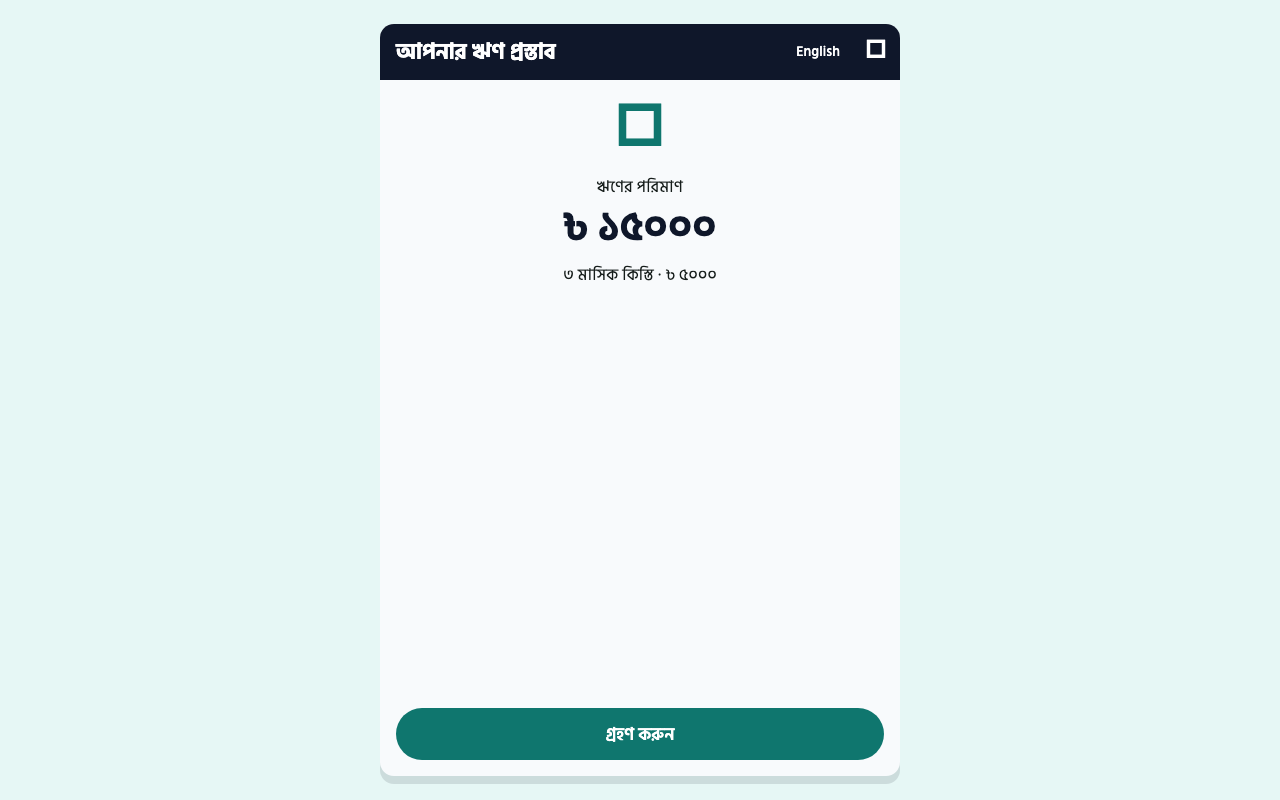 আপনার ঋণ প্রস্তাব
English
ঋণের পরিমাণ
৳ ১৫০০০
৩ মাসিক কিস্তি · ৳ ৫০০০
গ্রহণ করুন